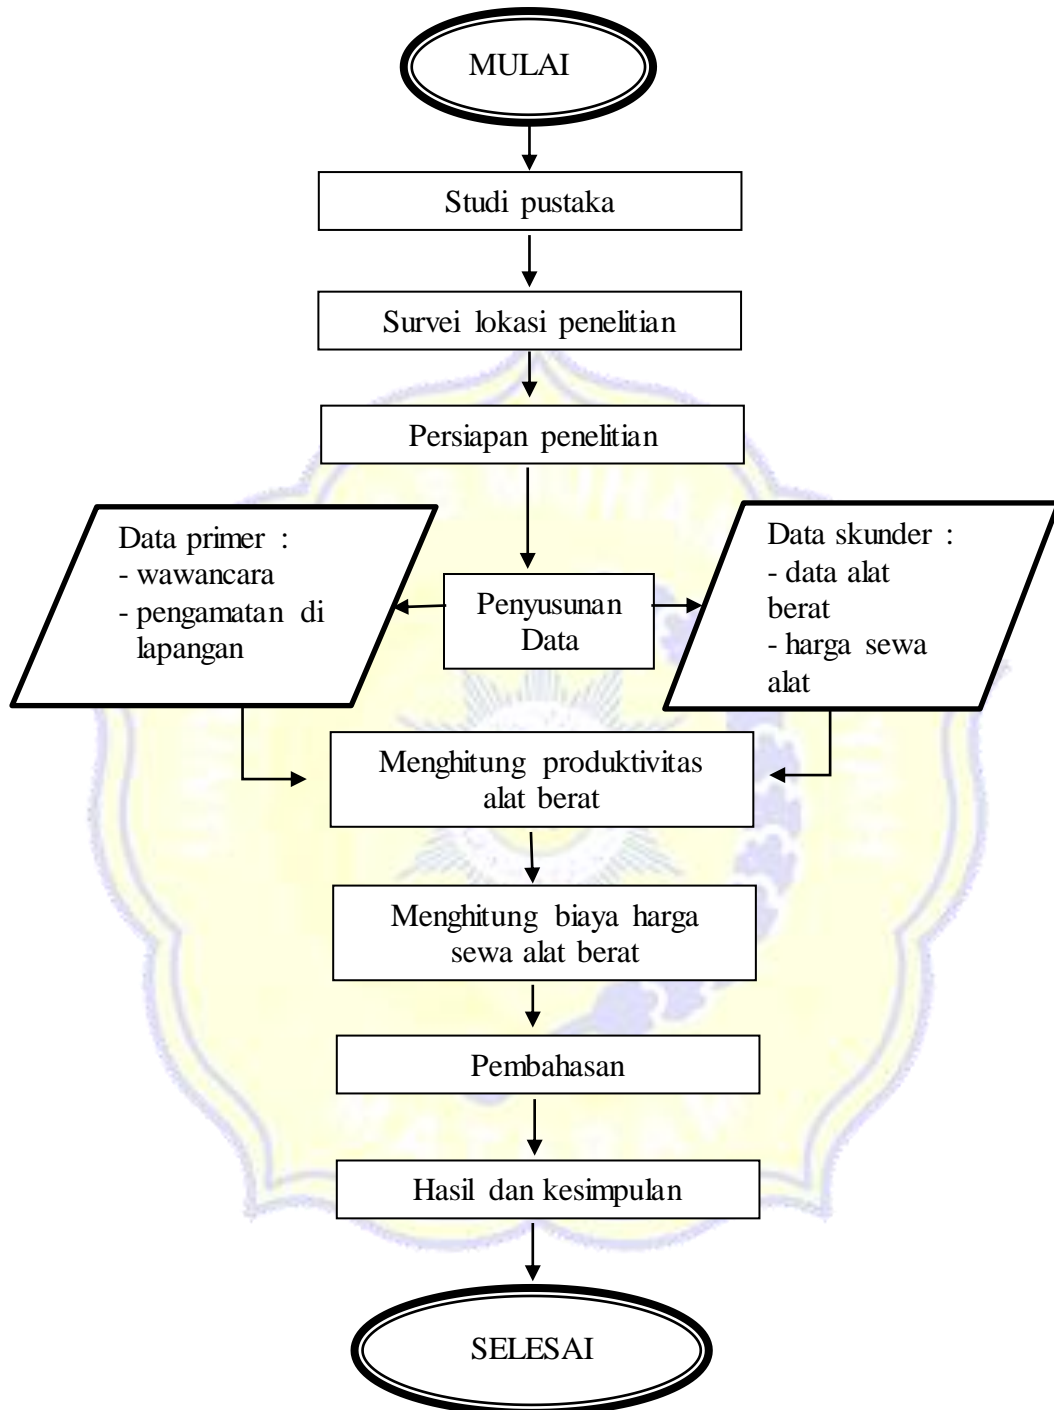 MULAI
Studi pustaka
Survei lokasi penelitian
Persiapan penelitian
Data primer :
- wawancara
- pengamatan di
lapangan
Penyusunan
Data
Data skunder :
- data alat
berat
- harga sewa
alat
Menghitung produktivitas
alat berat
Menghitung biaya harga
sewa alat berat
Pembahasan
Hasil dan kesimpulan
SELESAI